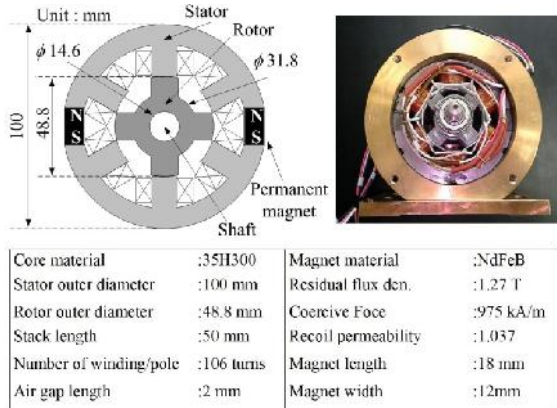 Unit : mm
Stator
Rotor
ϕ 14.6
ϕ 31.8
100
48.8
N
S
N
S
Permanent
magnet
Shaft
Core material :35H300 Magnet material :NdFeB
Stator outer diameter :100 mm Residual flux den. :1.27 T
Rotor outer diameter :48.8 mm Coercive Foce :975 kA/m
Stack length :50 mm Recoil permeability :1.037
Number of winding/pole :106 turns Magnet length :18 mm
Air gap length :2 mm Magnet width :12mm